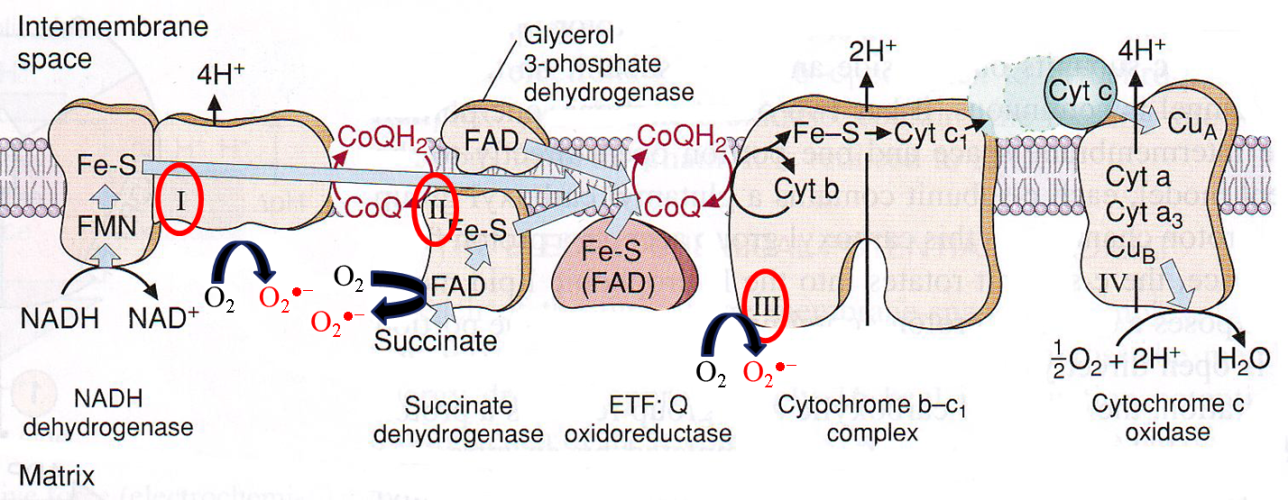 Intermembrane
space
4H⁺
Glycerol
3-phosphate
dehydrogenase
2H⁺
4H⁺
Cyt c
Fe-S
FMN
I
CoQH₂
CoQ
FAD
II
Fe-S
FAD
CoQH₂
CoQ
Fe-S
(FAD)
Fe–S
Cyt c₁
Cyt b
III
Cu_A
Cyt a
Cyt a₃
Cu_B
IV
NADH
NAD⁺
O₂
O₂•−
O₂
O₂•−
Succinate
O₂
O₂•−
½O₂ + 2H⁺
H₂O
NADH
dehydrogenase
Succinate
dehydrogenase
ETF: Q
oxidoreductase
Cytochrome b–c₁
complex
Cytochrome c
oxidase
Matrix